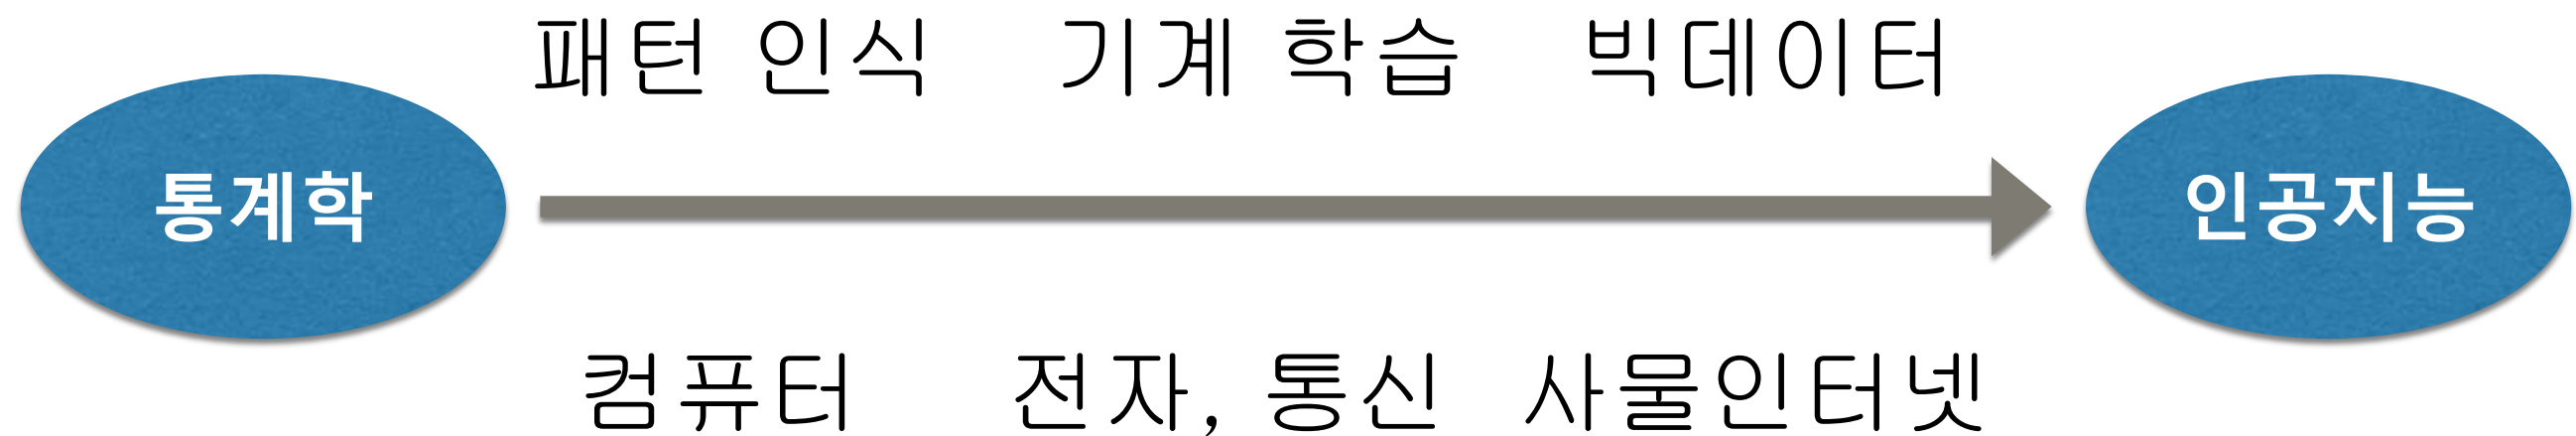 패턴 인식 기계 학습 빅데이터
통계학 인공지능
컴퓨터 전자, 통신 사물인터넷